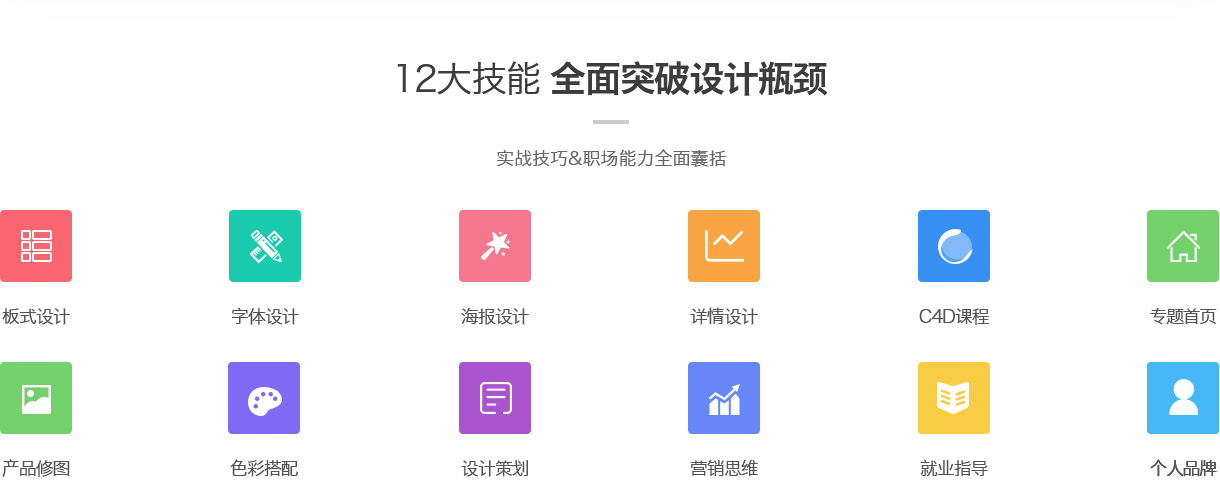 12大技能 全面突破设计瓶颈
实战技巧&职场能力全面囊括
板式设计 字体设计 海报设计 详情设计 C4D课程 专题首页
产品修图 色彩搭配 设计策划 营销思维 就业指导 个人品牌